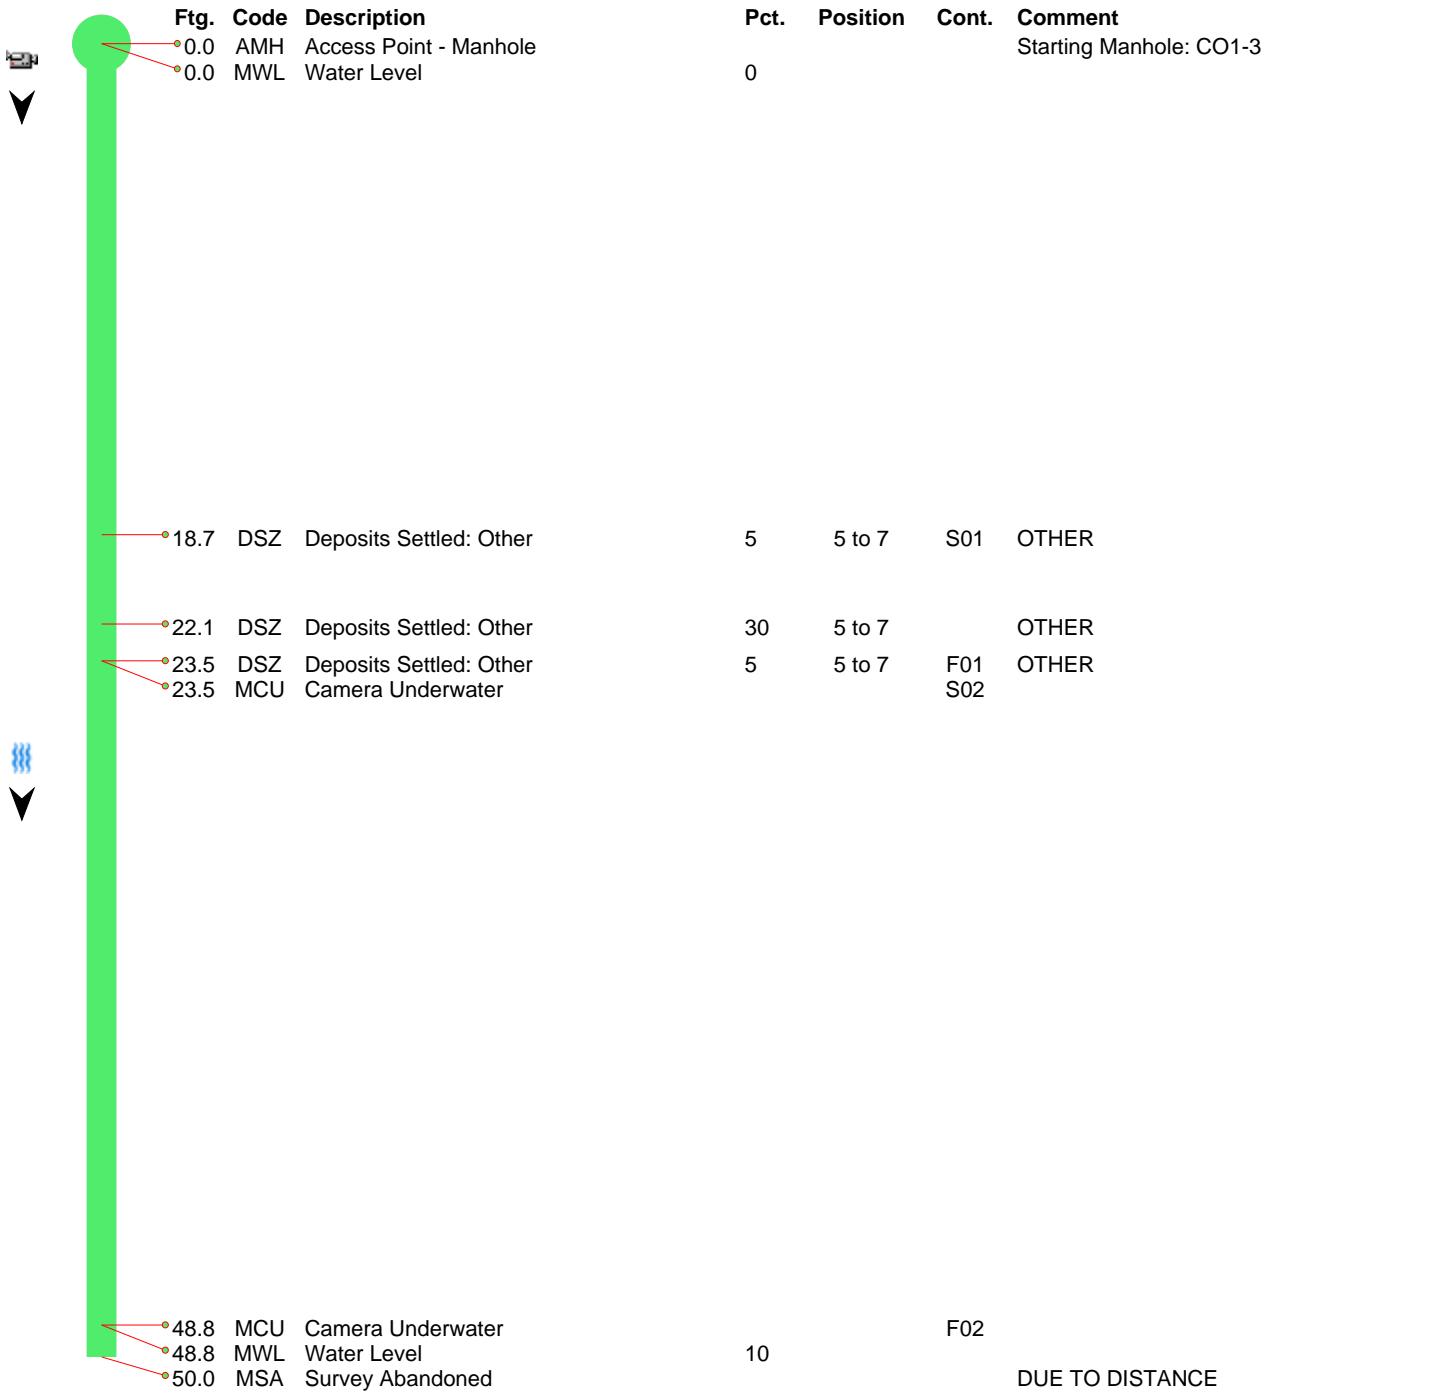 Ftg. Code Description Pct. Position Cont. Comment
0.0 AMH Access Point - Manhole Starting Manhole: CO1-3
0.0 MWL Water Level 0
18.7 DSZ Deposits Settled: Other 5 5 to 7 S01 OTHER
22.1 DSZ Deposits Settled: Other 30 5 to 7 OTHER
23.5 DSZ Deposits Settled: Other 5 5 to 7 F01 OTHER
23.5 MCU Camera Underwater S02
48.8 MCU Camera Underwater F02
48.8 MWL Water Level 10
50.0 MSA Survey Abandoned DUE TO DISTANCE